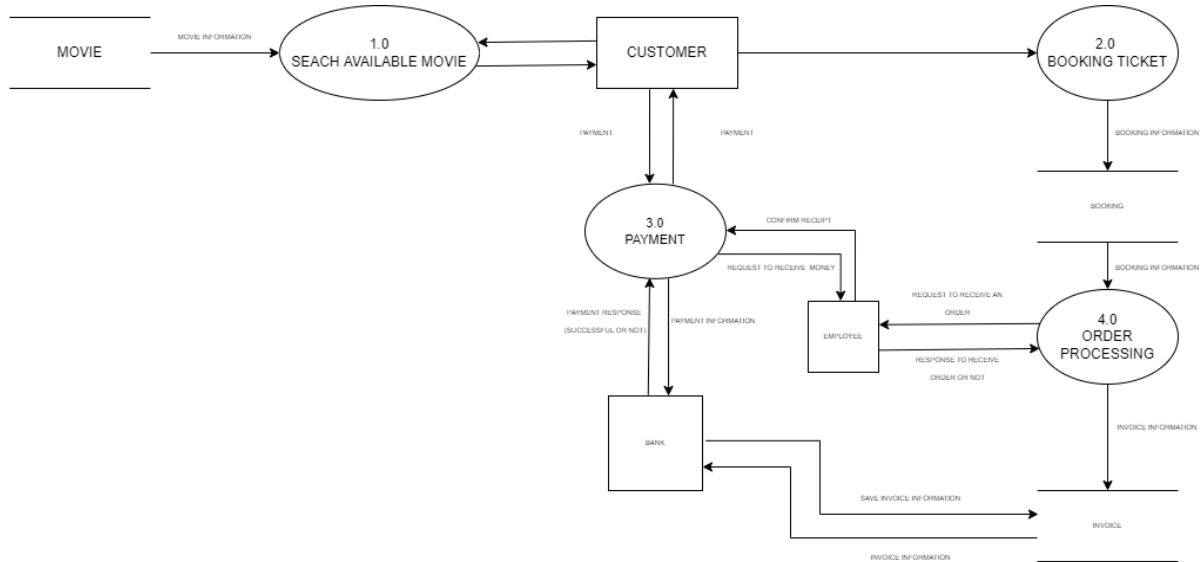 MOVIE
MOVIE INFORMATION
1.0
SEACH AVAILABLE MOVIE
CUSTOMER
2.0
BOOKING TICKET
PAYMENT
PAYMENT
BOOKING INFORMATION
BOOKING
3.0
PAYMENT
CONFIRM RECEIPT
REQUEST TO RECEIVE MONEY
BOOKING INFORMATION
PAYMENT RESPONSE
(SUCCESSFUL OR NOT)
PAYMENT INFORMATION
EMPLOYEE
REQUEST TO RECEIVE AN
ORDER
4.0
ORDER
PROCESSING
RESPONSE TO RECEIVE
ORDER OR NOT
BANK
INVOICE INFORMATION
SAVE INVOICE INFORMATION
INVOICE
INVOICE INFORMATION